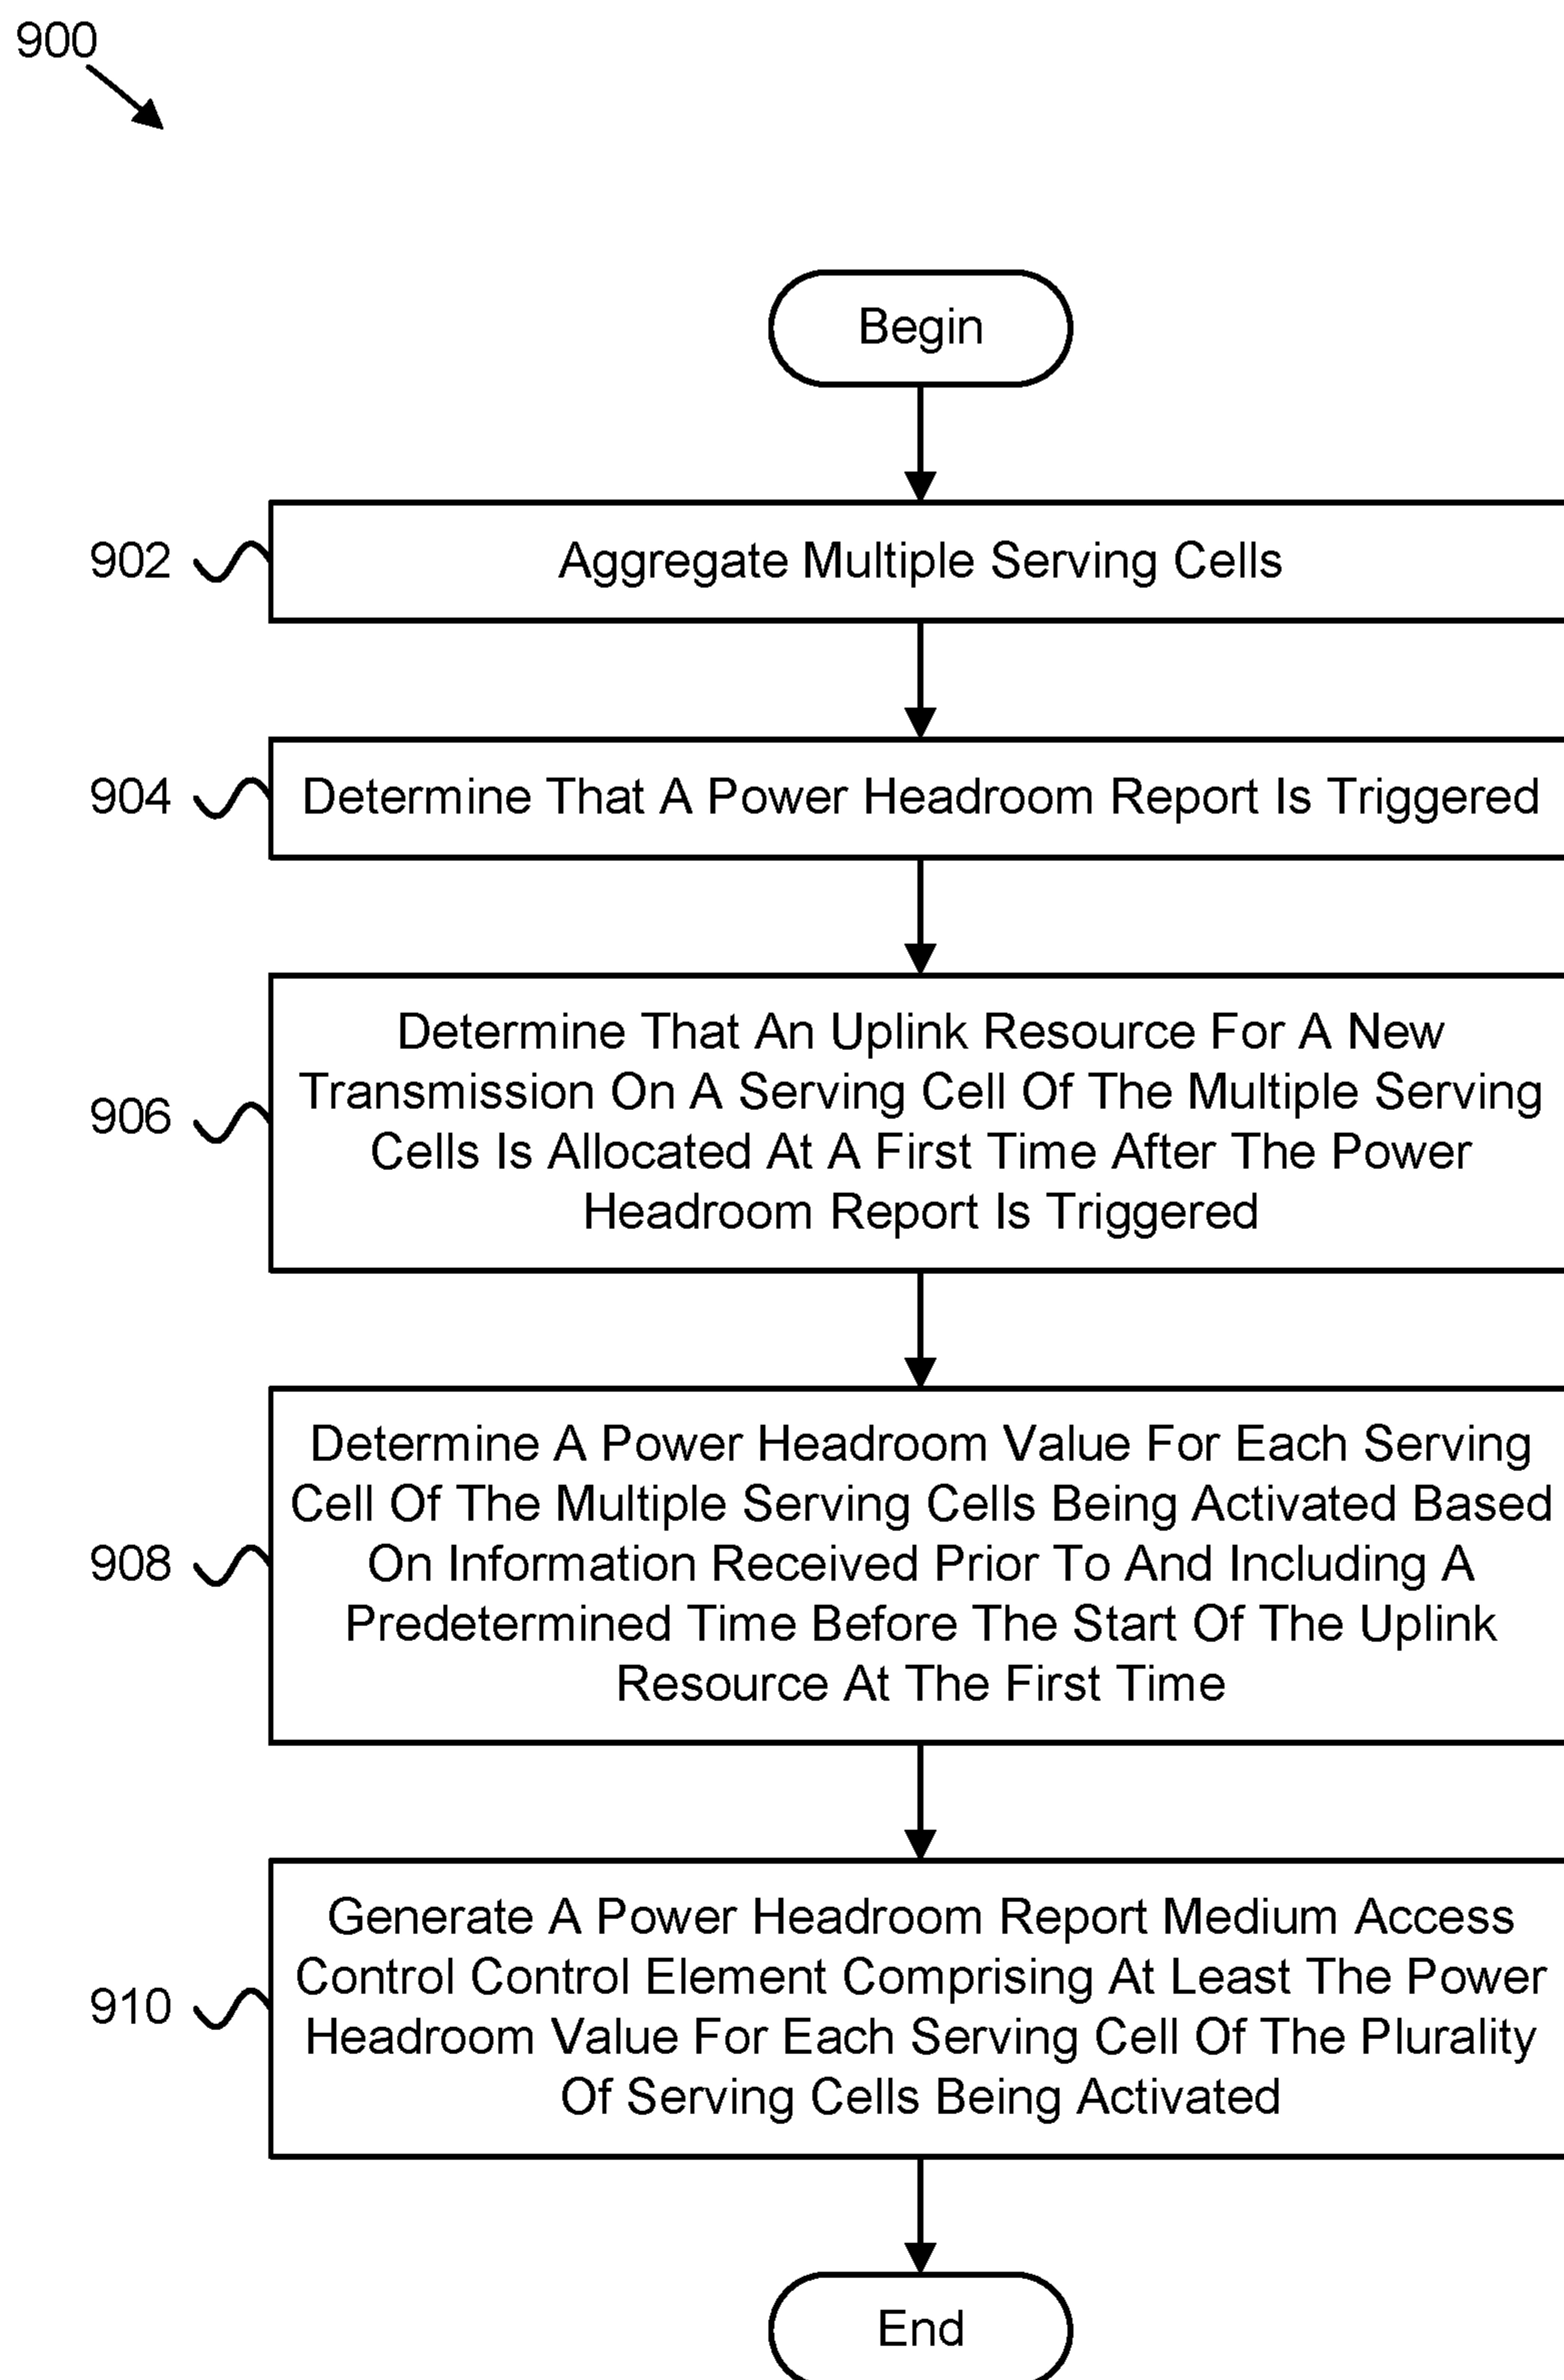 900
Begin
902
Aggregate Multiple Serving Cells
904
Determine That A Power Headroom Report Is Triggered
906
Determine That An Uplink Resource For A New
Transmission On A Serving Cell Of The Multiple Serving
Cells Is Allocated At A First Time After The Power
Headroom Report Is Triggered
908
Determine A Power Headroom Value For Each Serving
Cell Of The Multiple Serving Cells Being Activated Based
On Information Received Prior To And Including A
Predetermined Time Before The Start Of The Uplink
Resource At The First Time
910
Generate A Power Headroom Report Medium Access
Control Control Element Comprising At Least The Power
Headroom Value For Each Serving Cell Of The Plurality
Of Serving Cells Being Activated
End